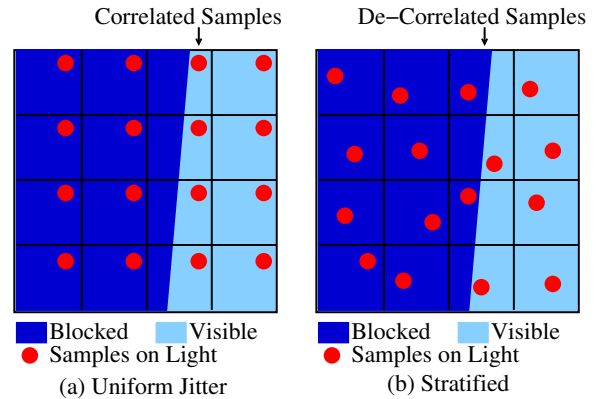 Correlated Samples
De−Correlated Samples
Blocked
Visible
Samples on Light
(a) Uniform Jitter
Blocked
Visible
Samples on Light
(b) Stratified